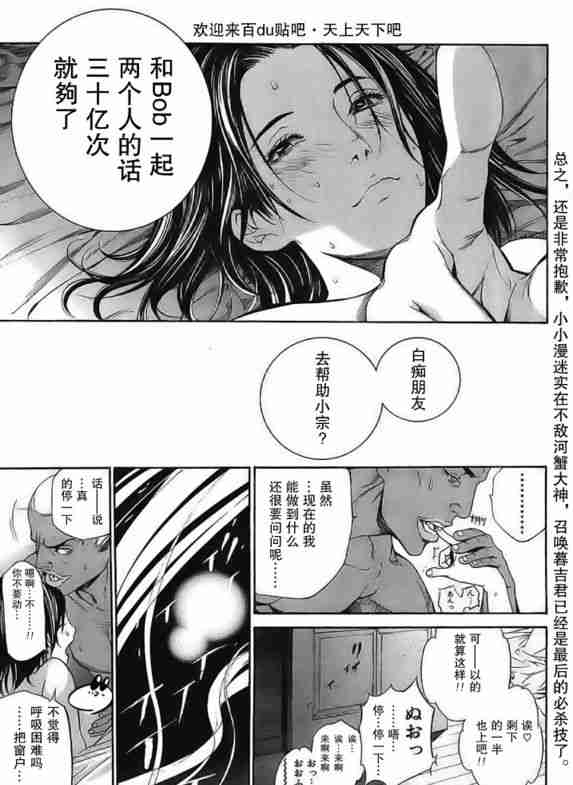 欢迎来百du贴吧·天上天下吧
和Bob一起
两个人的话
三十亿次
就夠了
总之，还是非常抱歉，小小漫迷实在不敌河蟹大神，召唤暮吉君已经是最后的必杀技了。
白痴朋友
去帮助小宗？
………
虽然
…现在的我
能做到什么
还很要问问
呢……
话——说
…真
的停一下
嗯啊…不
你不要动…!!
不觉得
呼吸困难吗
…把窗户
可——以的
就算这样!!
诶♡
剩下
的一半
也上吧!!
ぬおっ
…唔
停…停一下…
诶…诶…
来啊来啊
来啊
おっ…